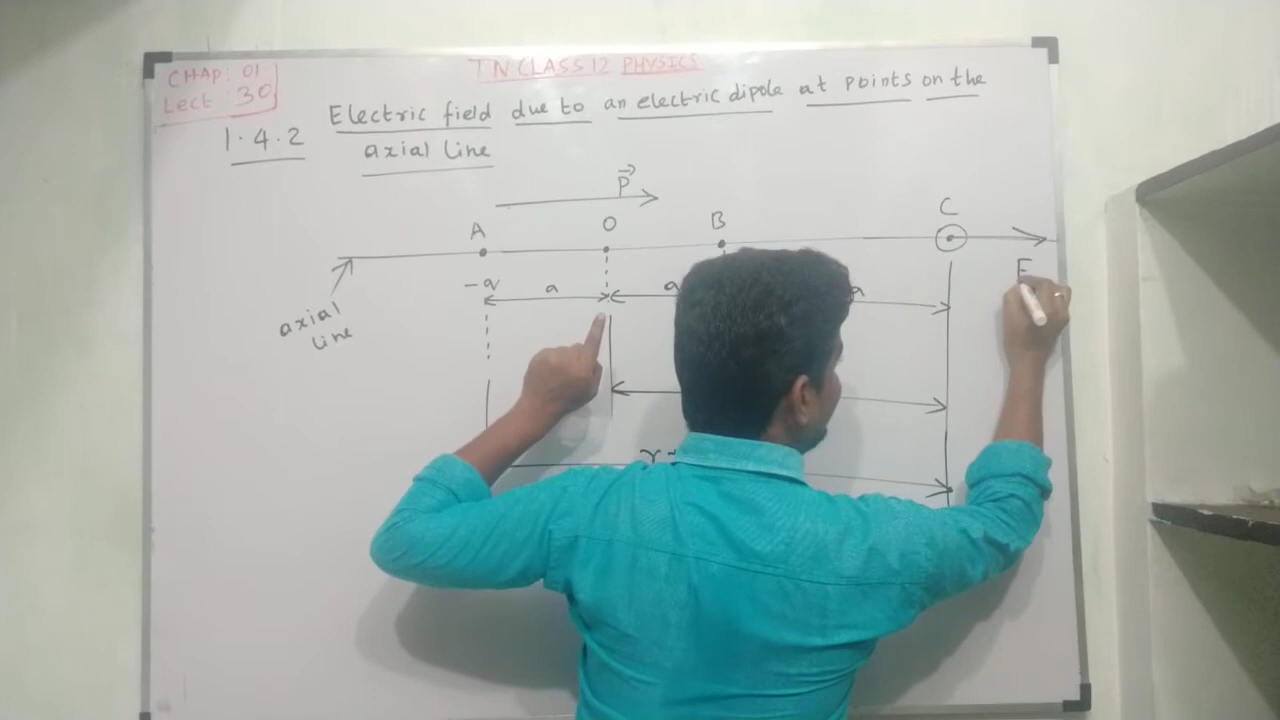 CHAP: 01
Lect : 30
TN CLASS 12 PHYSICS
1.4.2 Electric field due to an electric dipole at points on the
axial line
P
A O B C
-q a a a E
axial
line
r +